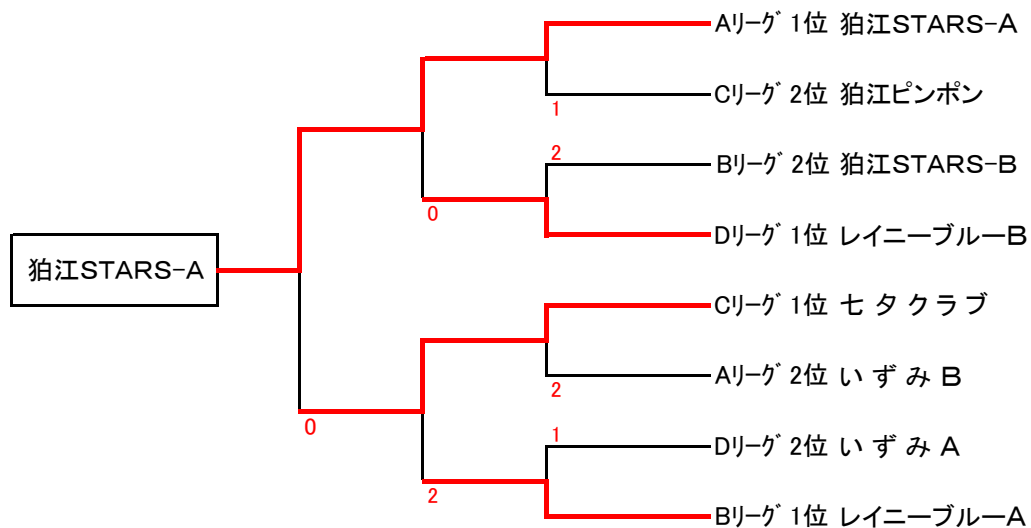 Aリーグ 1位 狛江STARS-A
Cリーグ 2位 狛江ピンポン
1
2
Bリーグ 2位 狛江STARS-B
0
Dリーグ 1位 レイニーブルーB
狛江STARS-A
Cリーグ 1位 七夕クラブ
Aリーグ 2位 いずみB
2
0
1
Dリーグ 2位 いずみA
2
Bリーグ 1位 レイニーブルーA